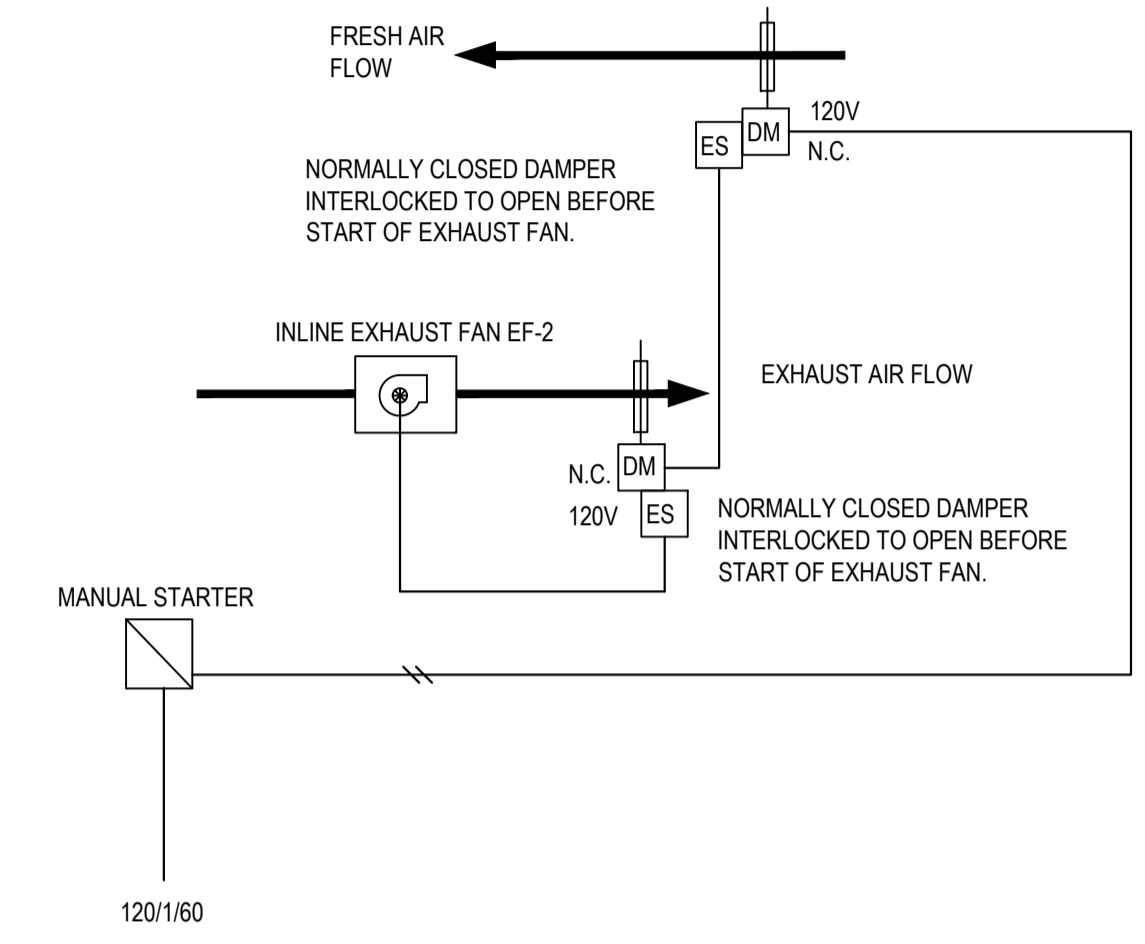 FRESH AIR
FLOW
120V
DM
ES
N.C.
NORMALLY CLOSED DAMPER
INTERLOCKED TO OPEN BEFORE
START OF EXHAUST FAN.
INLINE EXHAUST FAN EF-2
EXHAUST AIR FLOW
N.C.
DM
120V
ES
NORMALLY CLOSED DAMPER
INTERLOCKED TO OPEN BEFORE
START OF EXHAUST FAN.
MANUAL STARTER
120/1/60